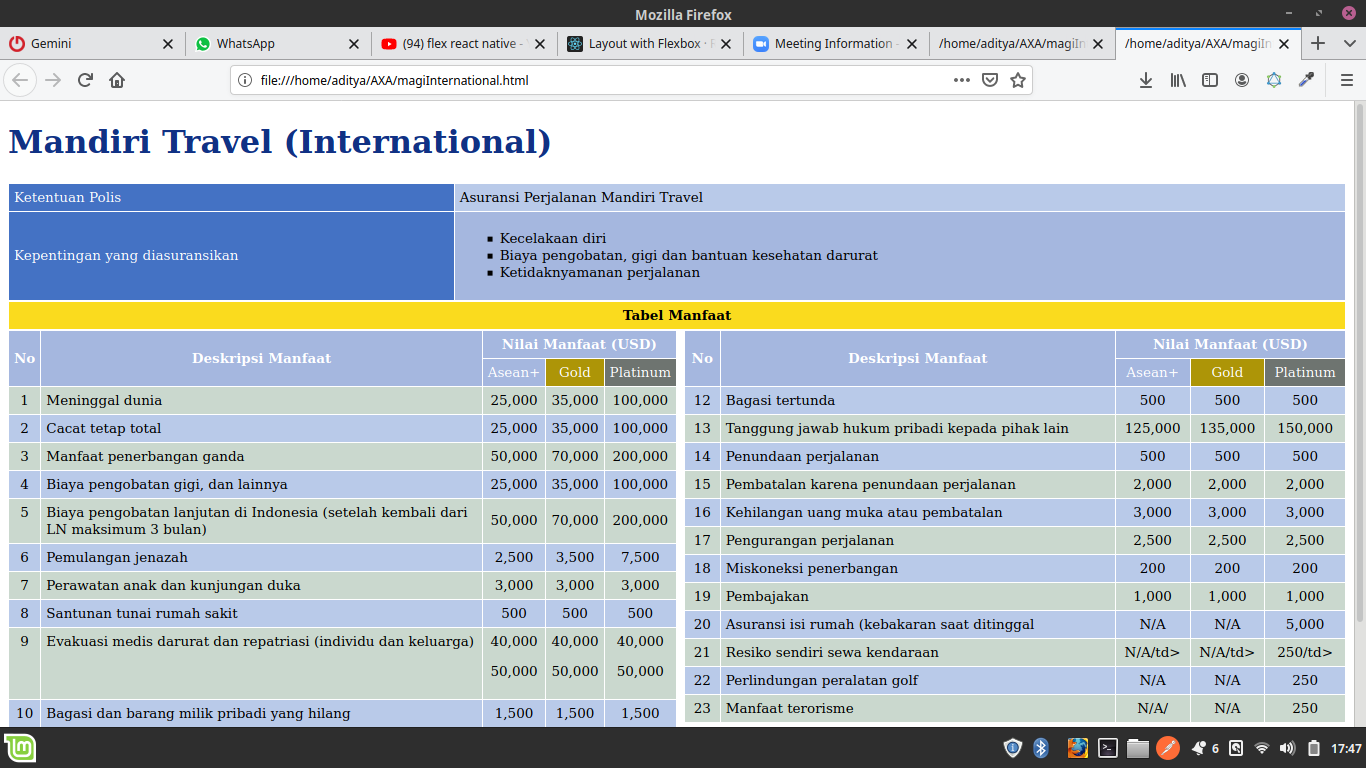 Mozilla Firefox
Gemini
WhatsApp
(94) flex react native -
Layout with Flexbox ·
Meeting Information
/home/aditya/AXA/magiIn
/home/aditya/AXA/magiIn
file:///home/aditya/AXA/magiInternational.html
Mandiri Travel (International)
Ketentuan Polis Asuransi Perjalanan Mandiri Travel
Kepentingan yang diasuransikan
▪ Kecelakaan diri
▪ Biaya pengobatan, gigi dan bantuan kesehatan darurat
▪ Ketidaknyamanan perjalanan
Tabel Manfaat
No Deskripsi Manfaat Nilai Manfaat (USD)
Asean+ Gold Platinum
1 Meninggal dunia 25,000 35,000 100,000
2 Cacat tetap total 25,000 35,000 100,000
3 Manfaat penerbangan ganda 50,000 70,000 200,000
4 Biaya pengobatan gigi, dan lainnya 25,000 35,000 100,000
5 Biaya pengobatan lanjutan di Indonesia (setelah kembali dari
LN maksimum 3 bulan) 50,000 70,000 200,000
6 Pemulangan jenazah 2,500 3,500 7,500
7 Perawatan anak dan kunjungan duka 3,000 3,000 3,000
8 Santunan tunai rumah sakit 500 500 500
9 Evakuasi medis darurat dan repatriasi (individu dan keluarga) 40,000 40,000 40,000
50,000 50,000 50,000
10 Bagasi dan barang milik pribadi yang hilang 1,500 1,500 1,500
No Deskripsi Manfaat Nilai Manfaat (USD)
Asean+ Gold Platinum
12 Bagasi tertunda 500 500 500
13 Tanggung jawab hukum pribadi kepada pihak lain 125,000 135,000 150,000
14 Penundaan perjalanan 500 500 500
15 Pembatalan karena penundaan perjalanan 2,000 2,000 2,000
16 Kehilangan uang muka atau pembatalan 3,000 3,000 3,000
17 Pengurangan perjalanan 2,500 2,500 2,500
18 Miskoneksi penerbangan 200 200 200
19 Pembajakan 1,000 1,000 1,000
20 Asuransi isi rumah (kebakaran saat ditinggal N/A N/A 5,000
21 Resiko sendiri sewa kendaraan N/A/td> N/A/td> 250/td>
22 Perlindungan peralatan golf N/A N/A 250
23 Manfaat terorisme N/A/ N/A 250
6
17:47